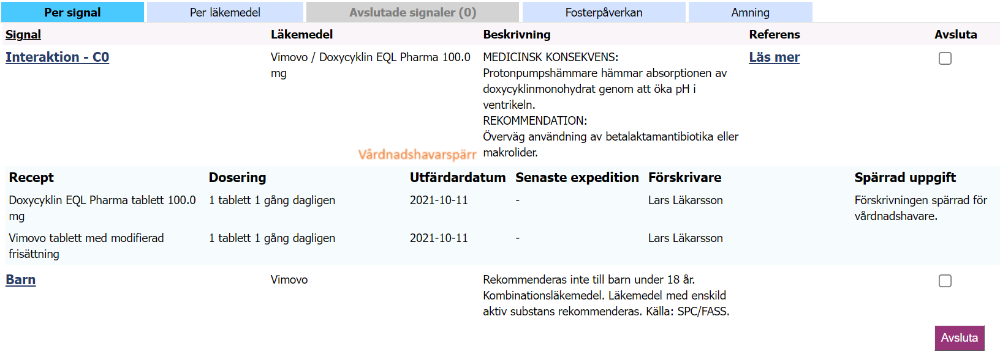 Per signal Per läkemedel Avslutade signaler (0) Fosterpåverkan Amning
Signal Läkemedel Beskrivning Referens Avsluta
Interaktion - C0 Vimovo / Doxycyklin EQL Pharma 100.0 MEDICINSK KONSEKVENS: Läs mer
mg Protonpumpshämmare hämmar absorptionen av
doxycyklinmonohydrat genom att öka pH i
ventrikeln.
REKOMMENDATION:
Överväg användning av betalaktamantibiotika eller
Vårdnadshavarspärr makrolider.
Recept Dosering Utfärdardatum Senaste expedition Förskrivare Spärrad uppgift
Doxycyklin EQL Pharma tablett 100.0 1 tablett 1 gång dagligen 2021-10-11 - Lars Läkarsson Förskrivningen spärrad för
mg vårdnadshavare.
Vimovo tablett med modifierad 1 tablett 1 gång dagligen 2021-10-11 - Lars Läkarsson
frisättning
Barn Vimovo Rekommenderas inte till barn under 18 år.
Kombinationsläkemedel. Läkemedel med enskild
aktiv substans rekommenderas. Källa: SPC/FASS.
Avsluta